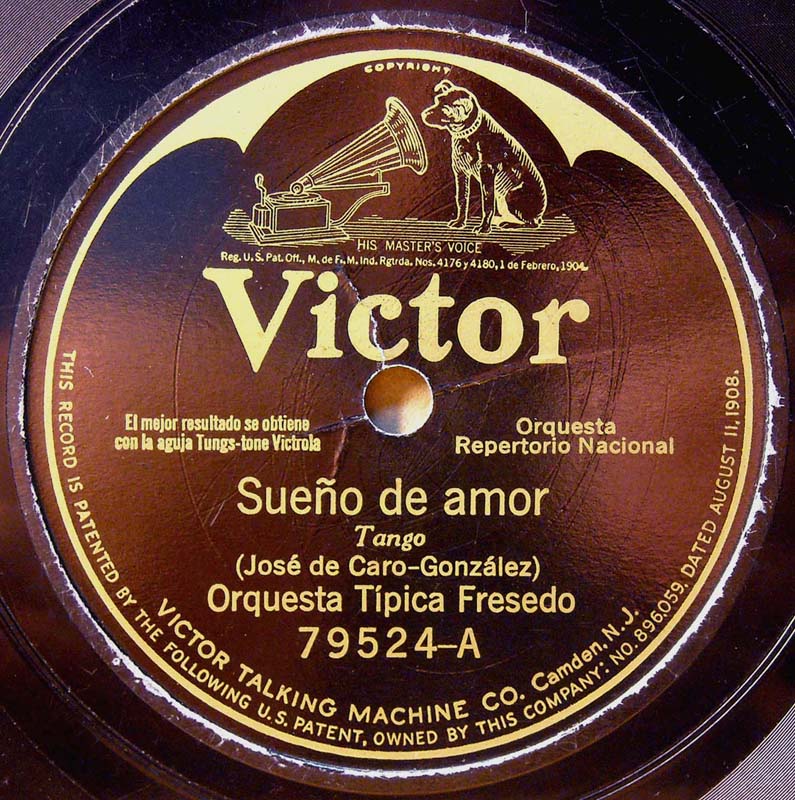 COPYRIGHT
HIS MASTER'S VOICE
Reg. U. S. Pat. Off., M. de F. M. Ind. Rgtrda. Nos. 4176 y 4180, 1 de Febrero, 1904.
Victor
El mejor resultado se obtiene
con la aguja Tungs-tone Victrola
Orquesta
Repertorio Nacional
Sueño de amor
Tango
(José de Caro-González)
Orquesta Típica Fresedo
79524-A
VICTOR TALKING MACHINE CO. Camden, N. J.
THIS RECORD IS PATENTED BY THE FOLLOWING U.S. PATENT, OWNED BY THIS COMPANY: NO. 896,059, DATED AUGUST 11, 1908.